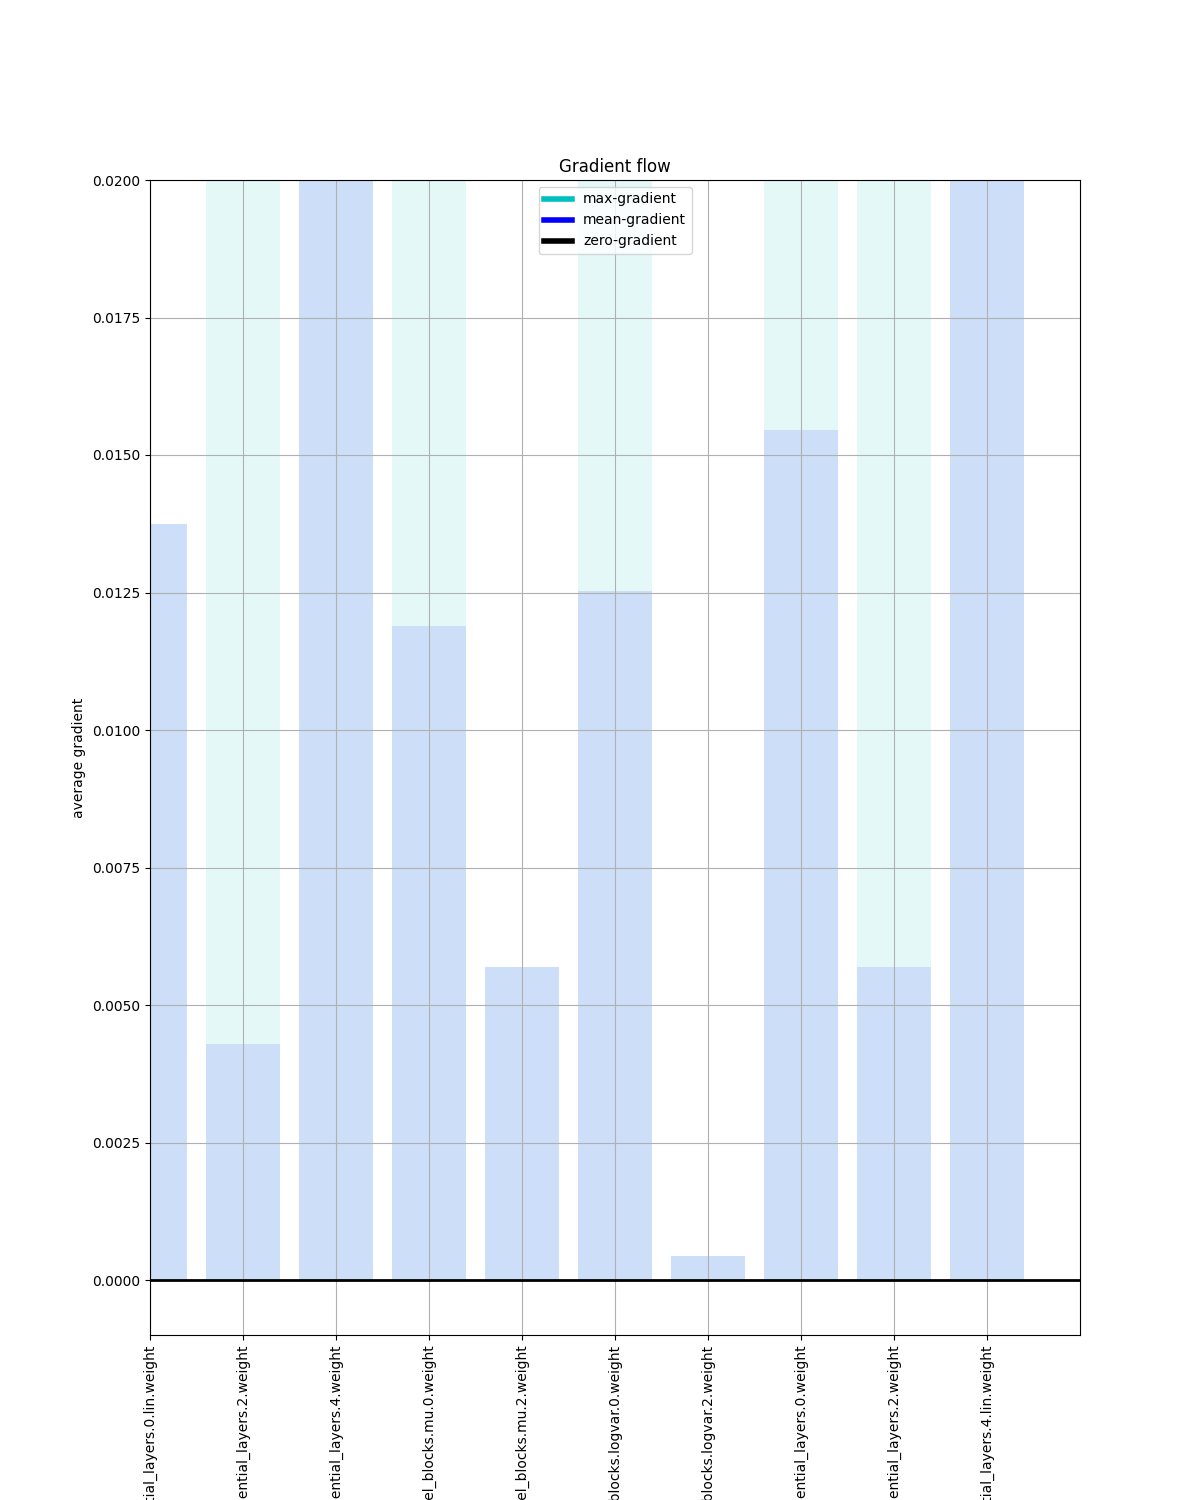 Gradient flow
max-gradient
mean-gradient
zero-gradient
0.0200
0.0175
0.0150
0.0125
0.0100
0.0075
0.0050
0.0025
0.0000
average gradient
tial_layers.0.lin.weight
ential_layers.2.weight
ential_layers.4.weight
el_blocks.mu.0.weight
el_blocks.mu.2.weight
blocks.logvar.0.weight
blocks.logvar.2.weight
ential_layers.0.weight
ential_layers.2.weight
tial_layers.4.lin.weight